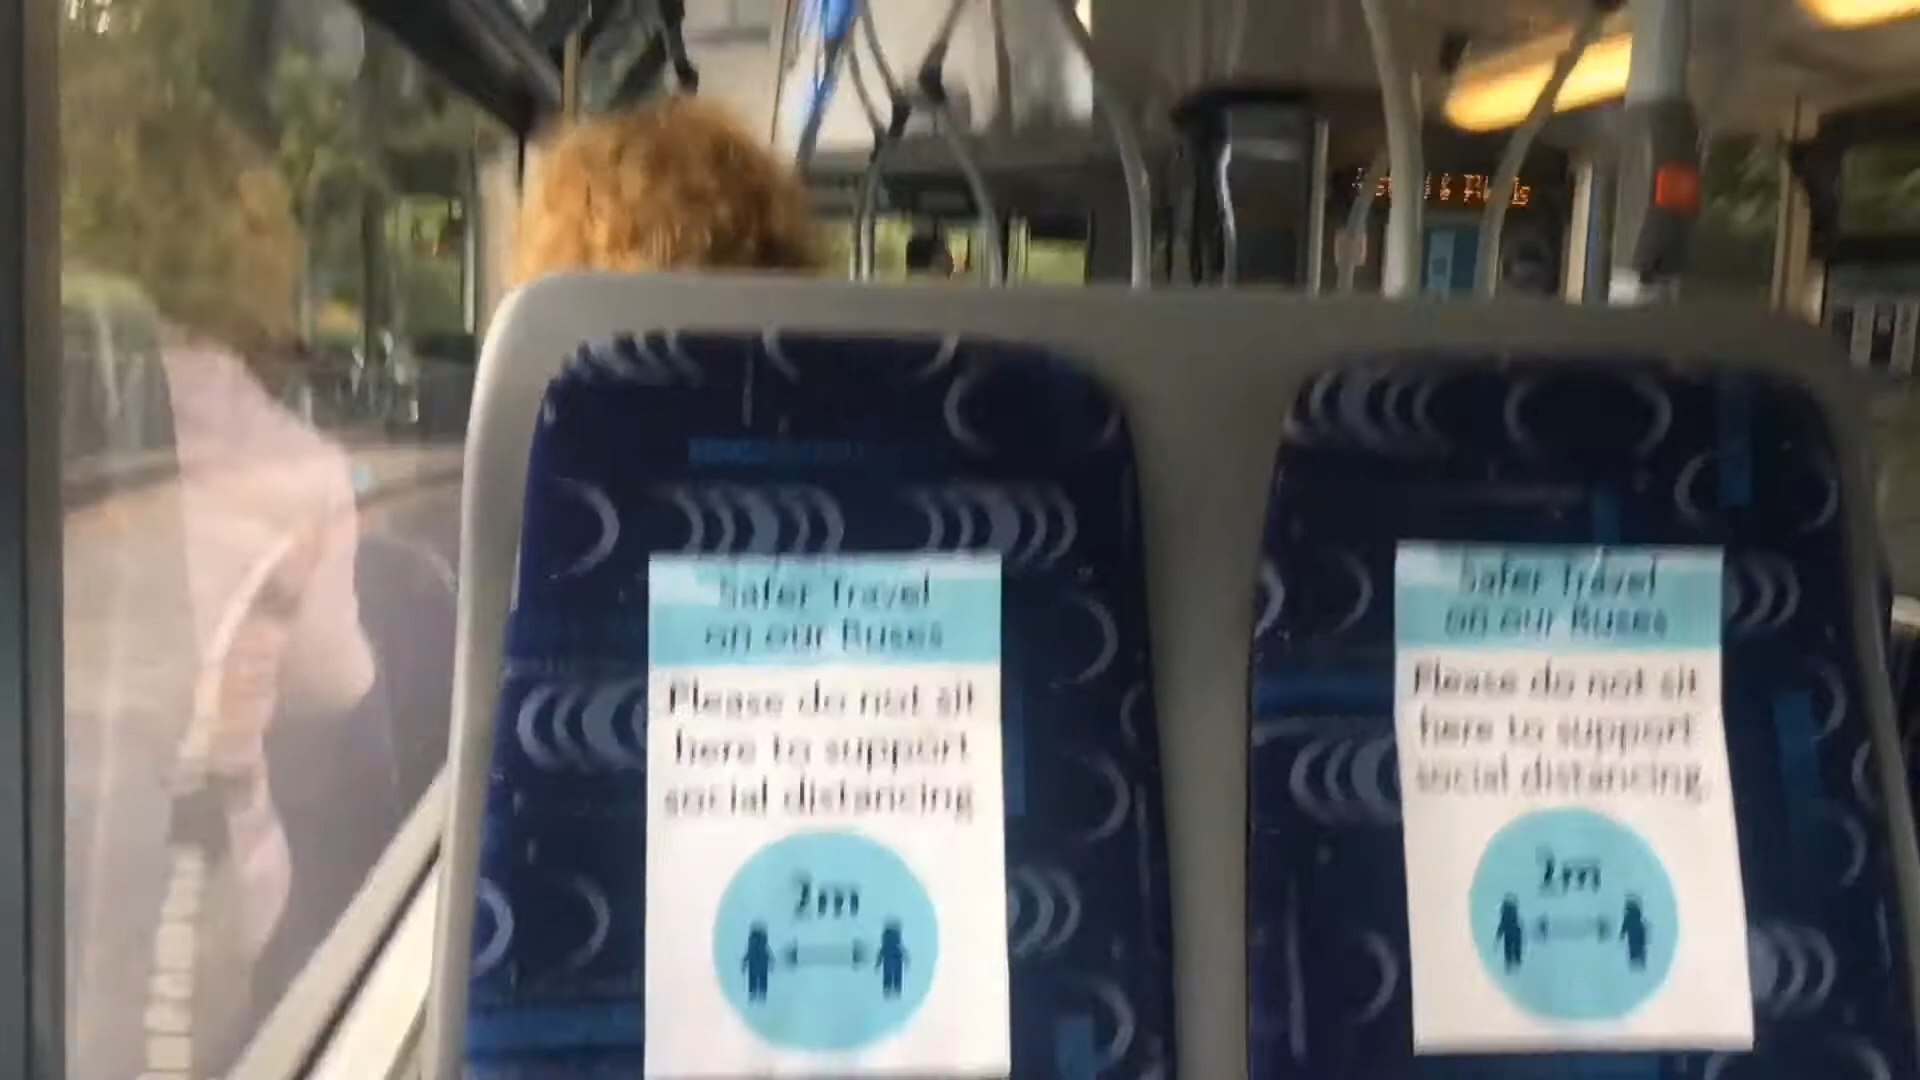 Safer Travel
on our Buses
Please do not sit
here to support
social distancing
2m
Safer Travel
on our Buses
Please do not sit
here to support
social distancing
2m